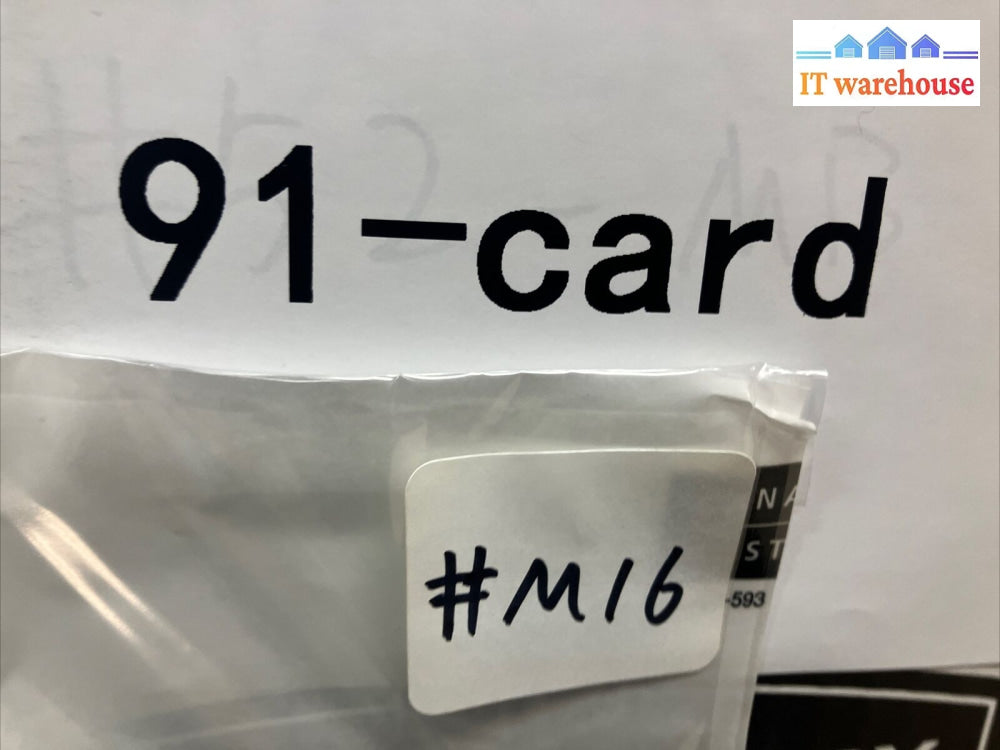 IT warehouse
91-card
#M16
NA
ST
-593